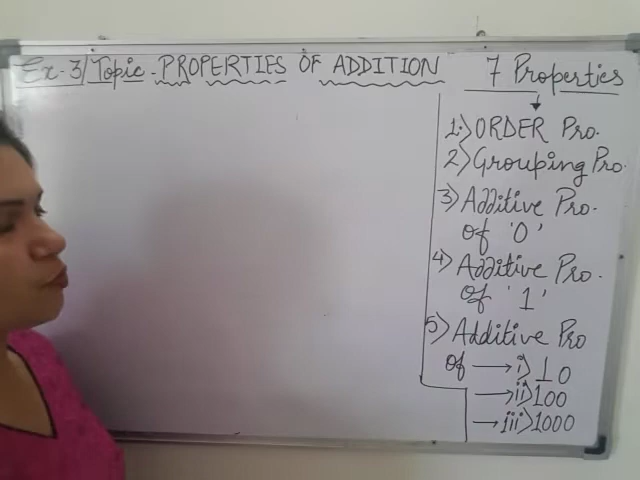 Ex-3/Topic - PROPERTIES OF ADDITION
7 Properties
1.) ORDER Pro.
2) Grouping Pro.
3) Additive Pro.
of '0'
4) Additive Pro.
of '1'
5) Additive Pro
of → i) 10
→ ii) 100
→ iii) 1000